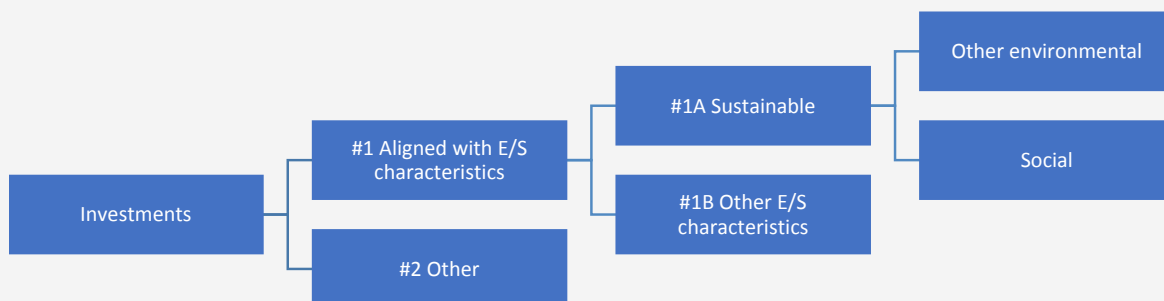 Investments
#1 Aligned with E/S
characteristics
#2 Other
#1A Sustainable
#1B Other E/S
characteristics
Other environmental
Social